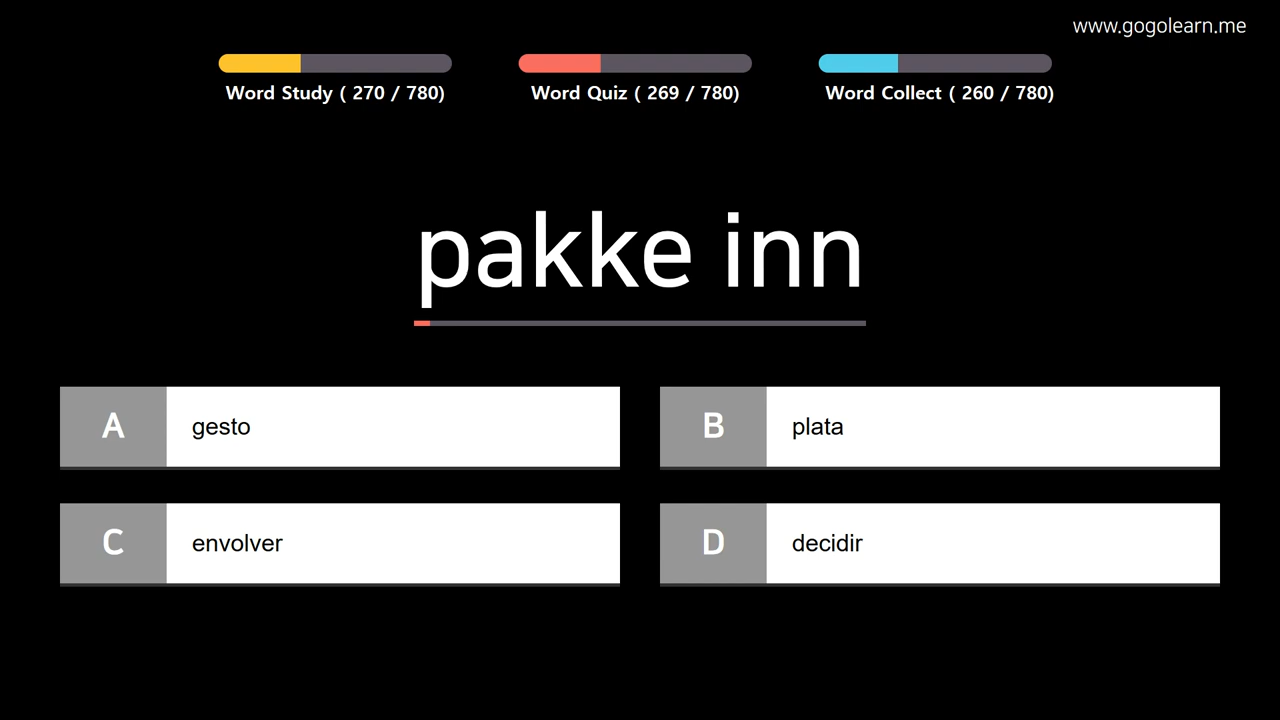 www.gogolearn.me
Word Study ( 270 / 780)
Word Quiz ( 269 / 780)
Word Collect ( 260 / 780)
pakke inn
A gesto
B plata
C envolver
D decidir